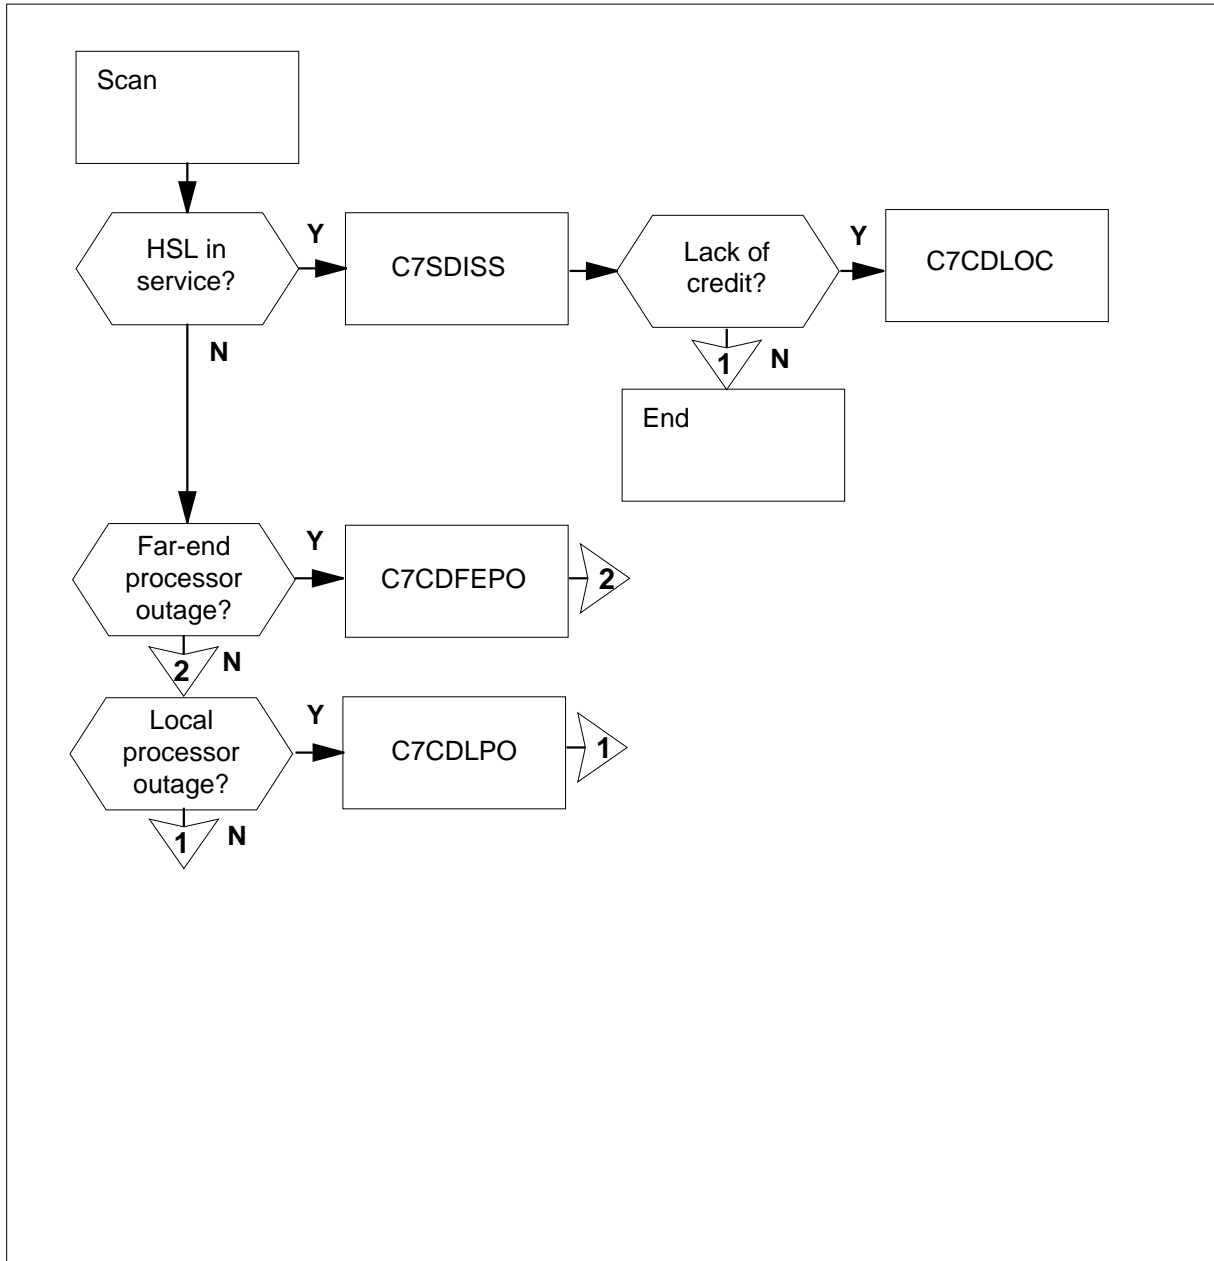 Scan
HSL in
service?
Y
C7SDISS
Lack of
credit?
Y
C7CDLOC
N
1
N
End
Far-end
processor
outage?
Y
C7CDFEPO
2
2
N
Local
processor
outage?
Y
C7CDLPO
1
1
N